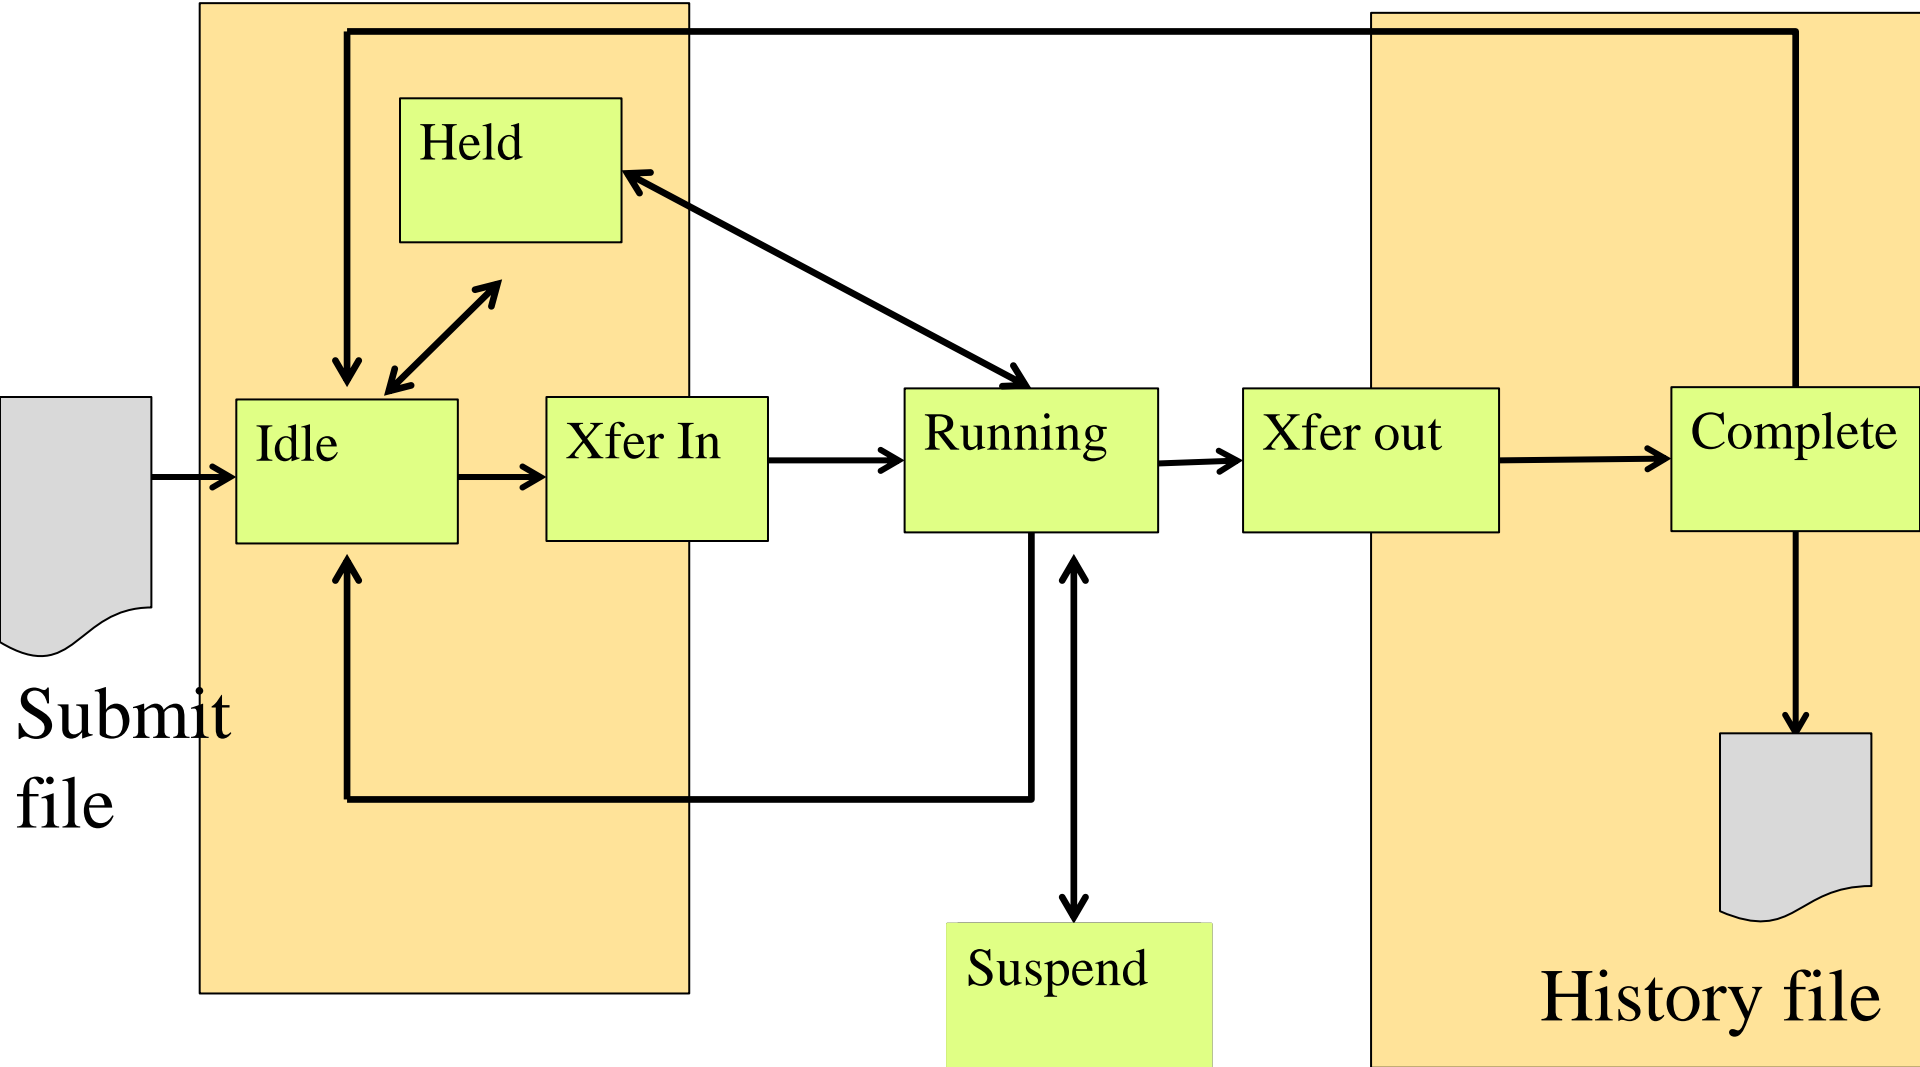 Held
Idle
Xfer In
Running
Xfer out
Complete
Submit
file
Suspend
History file